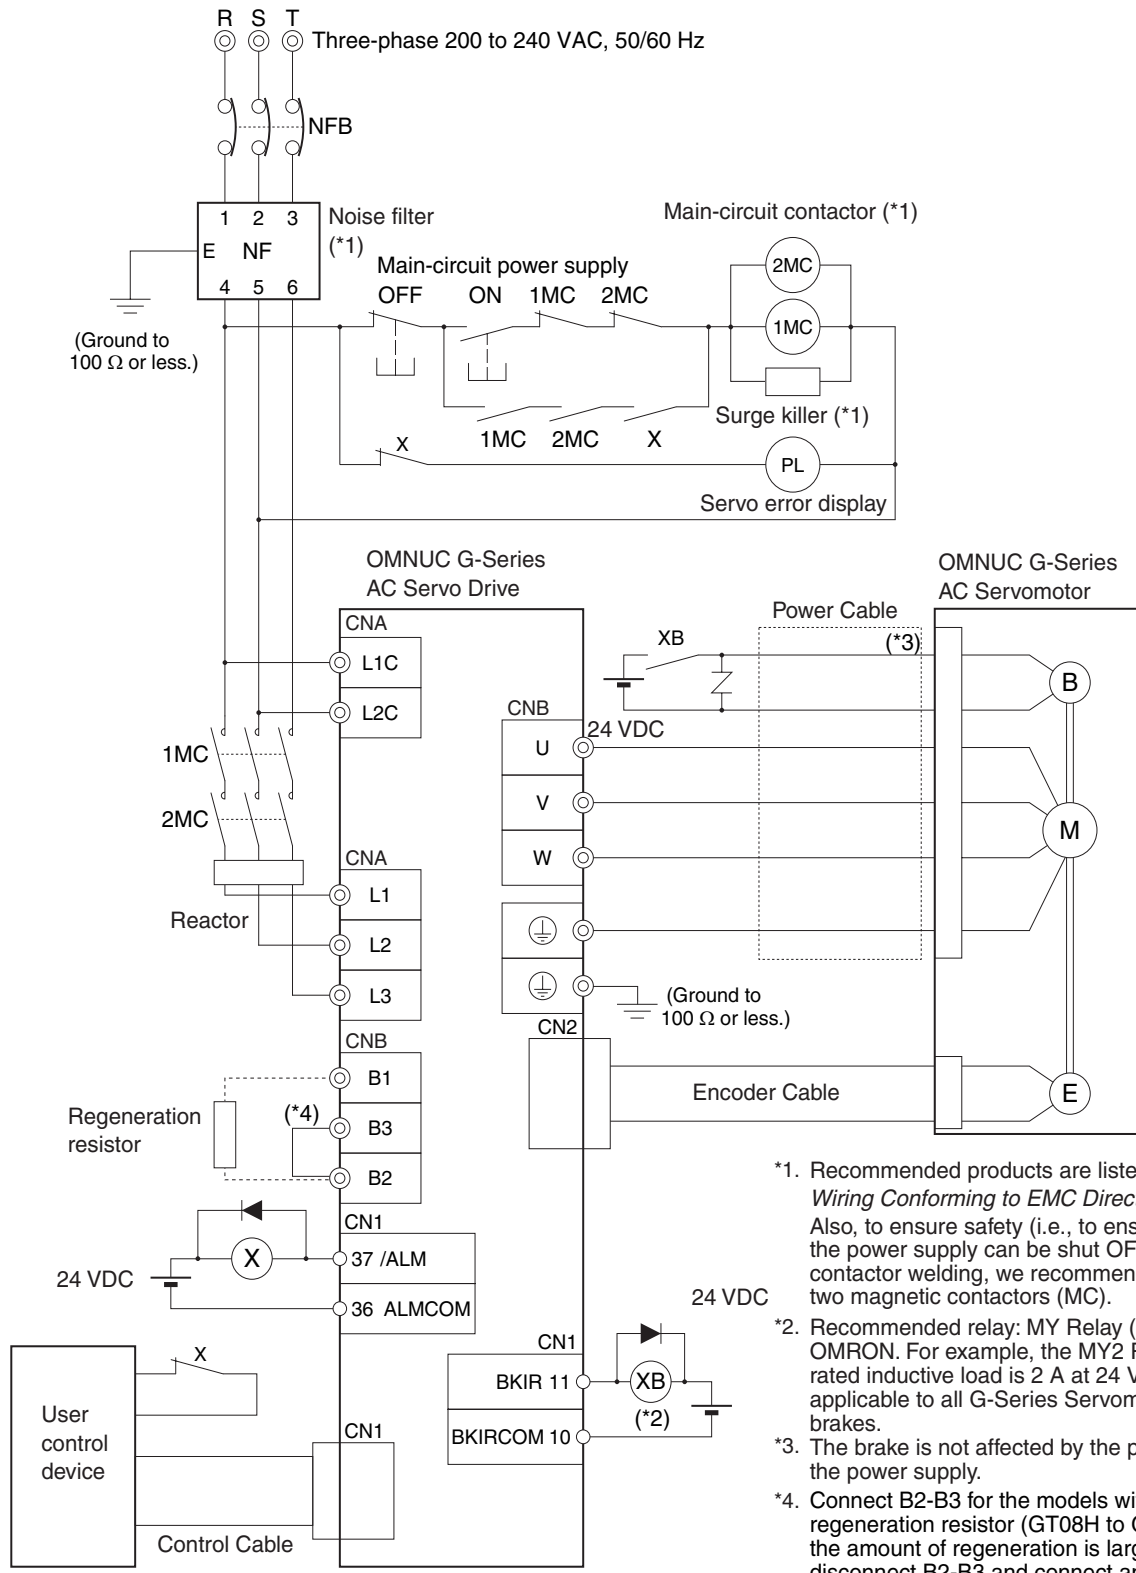 R S T
Three-phase 200 to 240 VAC, 50/60 Hz
NFB
1 2 3
E NF
4 5 6
Noise filter
(*1)
(Ground to
100 Ω or less.)
Main-circuit power supply
OFF ON 1MC 2MC
Main-circuit contactor (*1)
2MC
1MC
Surge killer (*1)
1MC 2MC X
X
PL
Servo error display
OMNUC G-Series
AC Servo Drive
OMNUC G-Series
AC Servomotor
CNA
L1C
L2C
1MC
2MC
Reactor
CNA
L1
L2
L3
CNB
B1
B3
B2
(*4)
Regeneration
resistor
XB
Power Cable
(*3)
24 VDC
CNB
U
V
W
B
M
E
(Ground to
100 Ω or less.)
CN2
Encoder Cable
CN1
37 /ALM
36 ALMCOM
X
24 VDC
CN1
BKIR 11
BKIRCOM 10
XB
(*2)
24 VDC
User
control
device
X
CN1
Control Cable
*1. Recommended products are liste
Wiring Conforming to EMC Direc
Also, to ensure safety (i.e., to ens
the power supply can be shut OF
contactor welding, we recommen
two magnetic contactors (MC).
*2. Recommended relay: MY Relay (
OMRON. For example, the MY2
rated inductive load is 2 A at 24 V
applicable to all G-Series Servom
brakes.
*3. The brake is not affected by the p
the power supply.
*4. Connect B2-B3 for the models wi
regeneration resistor (GT08H to
the amount of regeneration is larg
disconnect B2-B3 and connect an